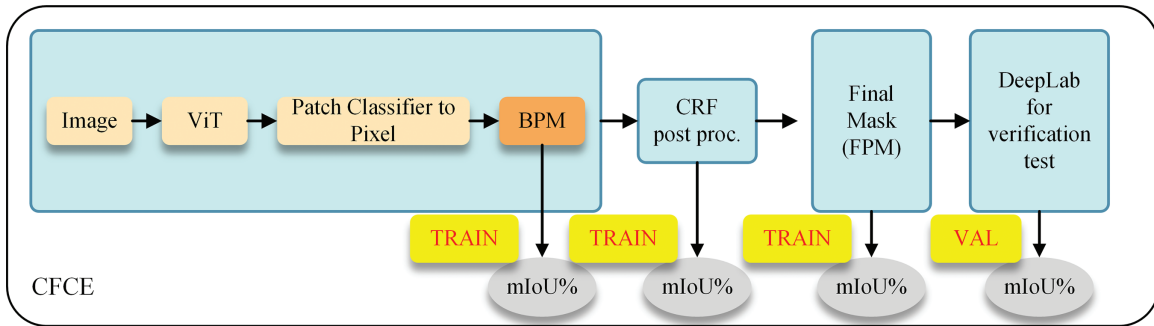 Image
ViT
Patch Classifier to
Pixel
BPM
CRF
post proc.
Final
Mask
(FPM)
DeepLab
for
verification
test
TRAIN
TRAIN
TRAIN
VAL
CFCE
mIoU%
mIoU%
mIoU%
mIoU%